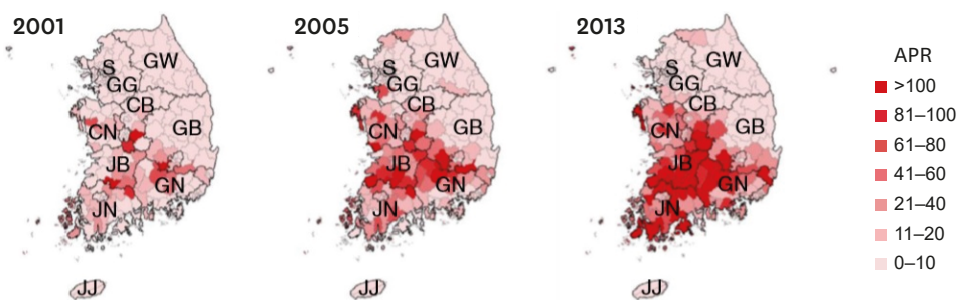 2001
S
GW
GG
CB
CN
GB
JB
GN
JN
JJ
2005
S
GW
GG
CB
CN
GB
JB
GN
JN
JJ
2013
S
GW
GG
CB
CN
GB
JB
GN
JN
JJ
APR
>100
81–100
61–80
41–60
21–40
11–20
0–10